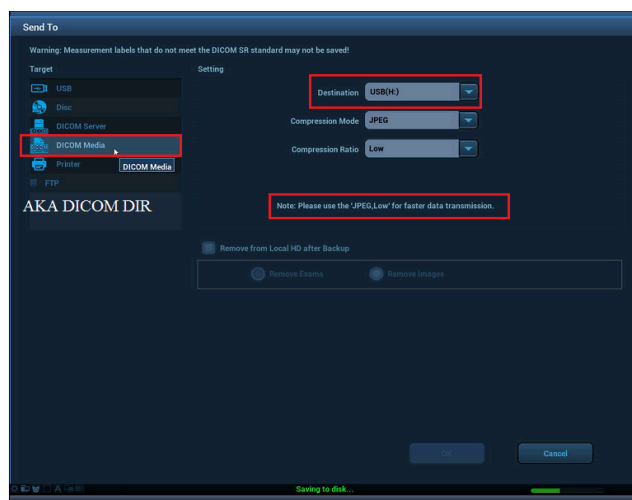 Send To
Warning: Measurement labels that do not meet the DICOM SR standard may not be saved!
Target
Setting
USB
Disc
DICOM Server
DICOM Media
Printer
DICOM Media
FTP
AKA DICOM DIR
Destination USB(H:)
Compression Mode JPEG
Compression Ratio Low
Note: Please use the 'JPEG,Low' for faster data transmission.
Remove from Local HD after Backup
Remove Exams
Remove Images
OK
Cancel
Saving to disk...